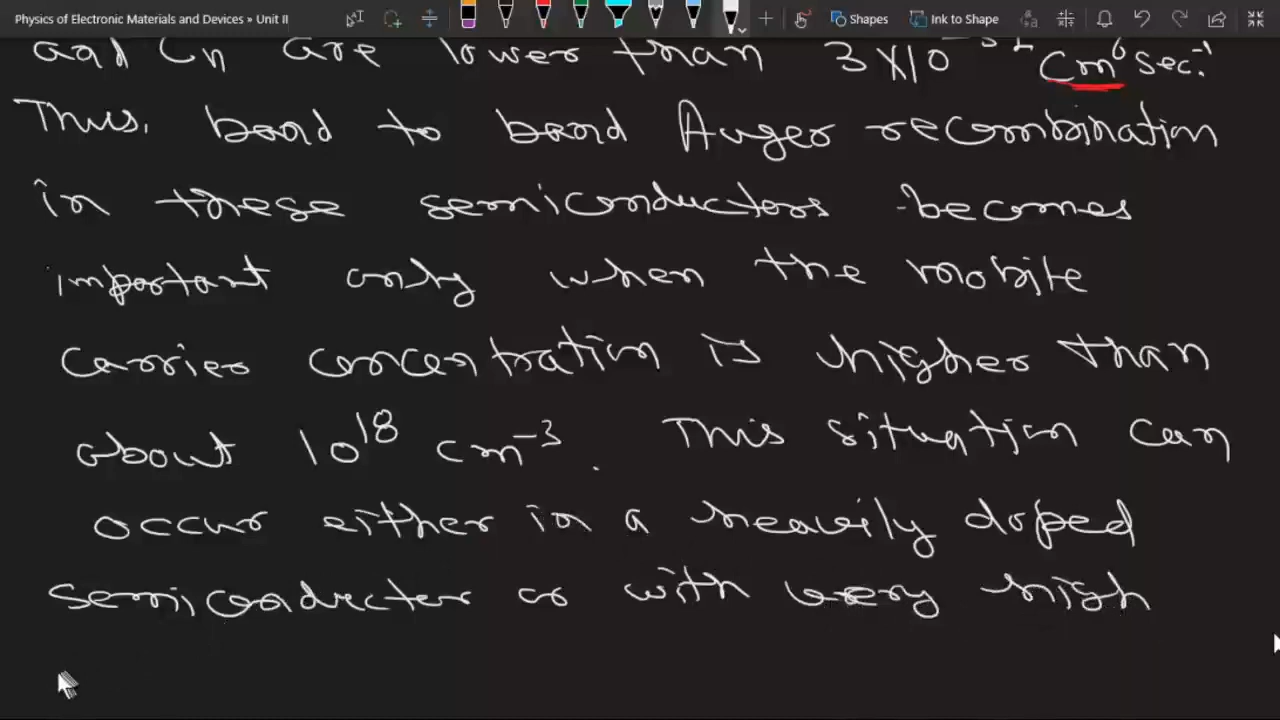 Physics of Electronic Materials and Devices » Unit II
Shapes
Ink to Shape
and Cn are lower than 3 X10 cm⁶ sec.⁻¹
Thus, band to band Auger recombination
in these semiconductors becomes
important only when the mobile
carrier concentration is higher than
about 10¹⁸ cm⁻³. This situation can
occur either in a heavily doped
semiconductor or with very high